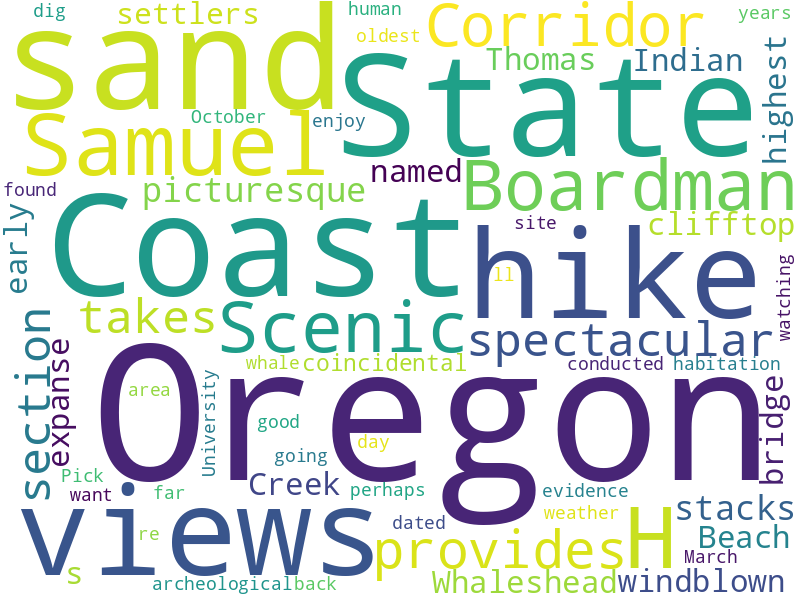 dig settlers human Corridor years
sand oldest
State Thomas Indian highest
October enjoy
Samuel
named Boardman
found picturesque
early Coast site clifftop
hike ll watching
takes Scenic spectacular
section expanse whale coincidental conducted habitation
Oregon
area University bridge
good
day
going
Pick Creek perhaps evidence
want far
views dated weather H stacks
re provides Beach
March
s archeological back Whaleshead windblown